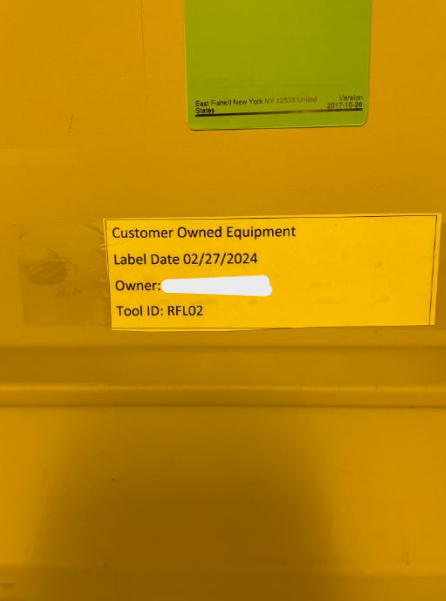 East Fishkill New York NY 12533 United States
Version
2017-10-26
Customer Owned Equipment
Label Date 02/27/2024
Owner:
Tool ID: RFL02